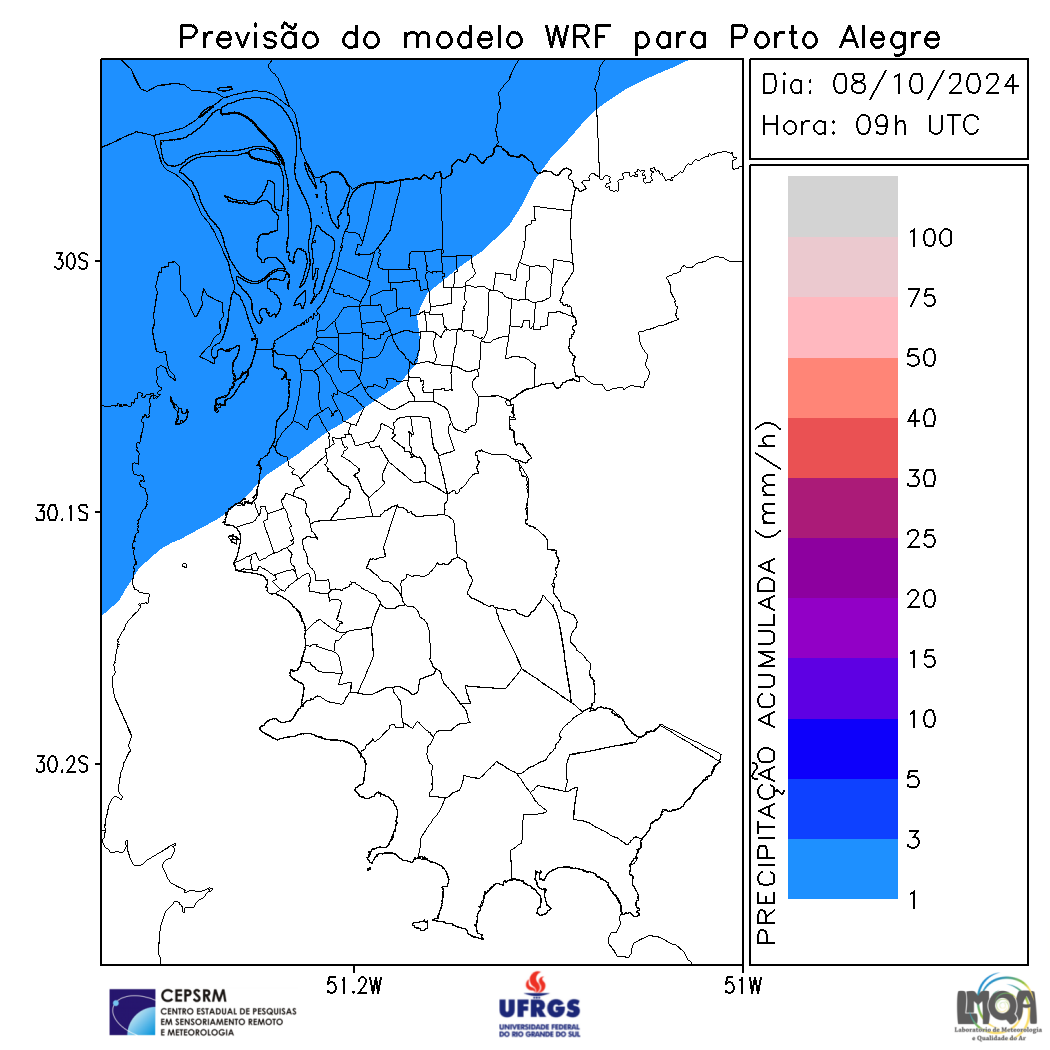 Previsão do modelo WRF para Porto Alegre
Dia: 08/10/2024
Hora: 09h UTC
30S
30.1S
30.2S
51.2W
51W
PRECIPITAÇÃO ACUMULADA (mm/h)
100
75
50
40
30
25
20
15
10
5
3
1
CEPSRM
CENTRO ESTADUAL DE PESQUISAS
EM SENSORIAMENTO REMOTO
E METEOROLOGIA
UFRGS
UNIVERSIDADE FEDERAL
DO RIO GRANDE DO SUL
LMQA
Laboratório de Meteorologia
e Qualidade do Ar